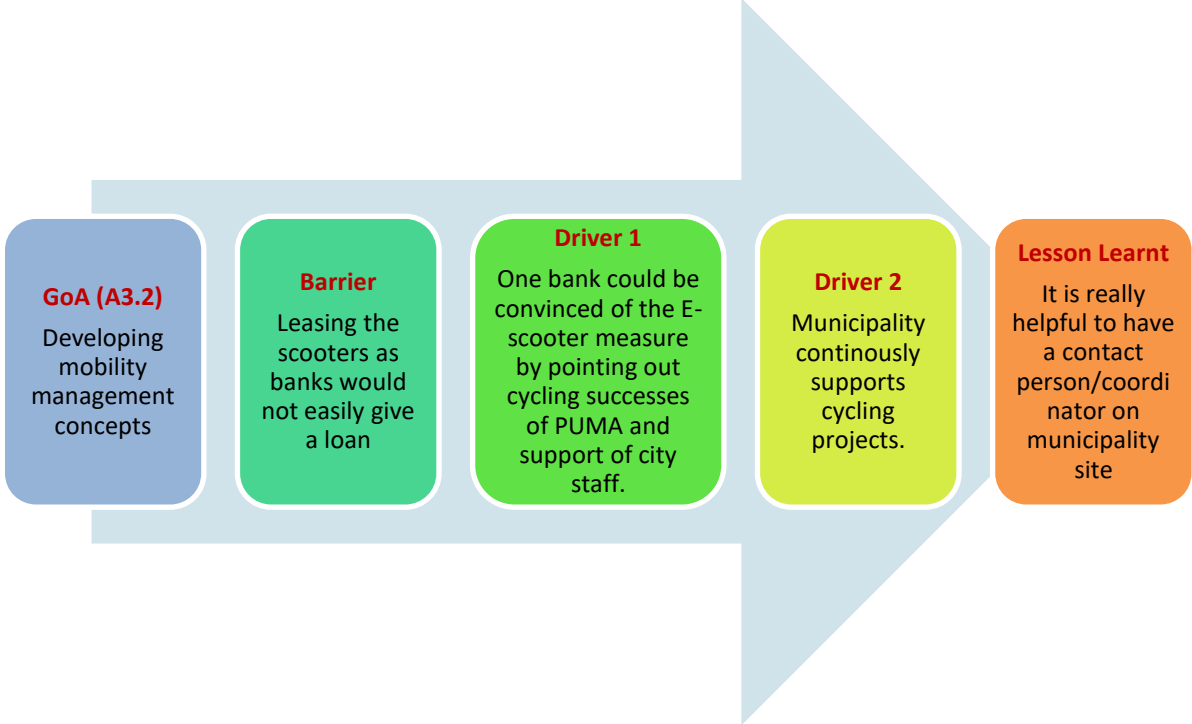 GoA (A3.2)
Developing
mobility
management
concepts
Barrier
Leasing the
scooters as
banks would
not easily give
a loan
Driver 1
One bank could be
convinced of the E-
scooter measure
by pointing out
cycling successes
of PUMA and
support of city
staff.
Driver 2
Municipality
continously
supports
cycling
projects.
Lesson Learnt
It is really
helpful to have
a contact
person/coordi
nator on
municipality
site